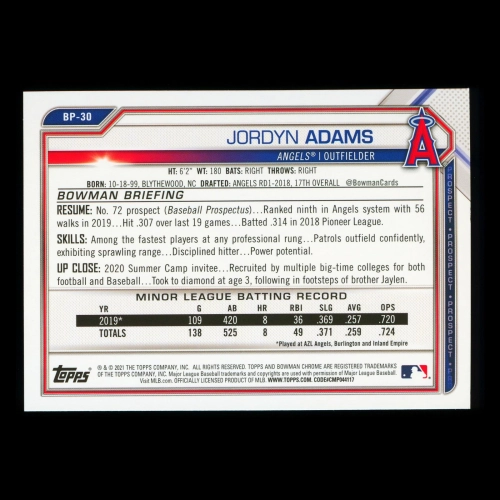 BP-30
JORDYN ADAMS
ANGELS® | OUTFIELDER
A
HT: 6'2" WT: 180 BATS: RIGHT THROWS: RIGHT
BORN: 10-18-99, BLYTHEWOOD, NC DRAFTED: ANGELS RD1-2018, 17TH OVERALL @BowmanCards
BOWMAN BRIEFING
RESUME: No. 72 prospect (Baseball Prospectus)...Ranked ninth in Angels system with 56
walks in 2019...Hit .307 over last 19 games...Batted .314 in 2018 Pioneer League.
SKILLS: Among the fastest players at any professional rung...Patrols outfield confidently,
exhibiting sprawling range...Disciplined hitter...Power potential.
UP CLOSE: 2020 Summer Camp invitee...Recruited by multiple big-time colleges for both
football and Baseball...Took to diamond at age 3, following in footsteps of brother Jaylen.
MINOR LEAGUE BATTING RECORD
YR G AB HR RBI SLG AVG OPS
2019* 109 420 8 36 .369 .257 .720
TOTALS 138 525 8 49 .371 .259 .724
*Played at AZL Angels, Burlington and Inland Empire
PROSPECT • PROSPECT • PROSPECT
Topps
® & © 2021 THE TOPPS COMPANY, INC. ALL RIGHTS RESERVED. TOPPS AND BOWMAN CHROME ARE REGISTERED TRADEMARKS
OF THE TOPPS COMPANY, INC. Major League Baseball trademarks and copyrights are used with permission of Major League Baseball.
Visit MLB.com. OFFICIALLY LICENSED PRODUCT OF MLB. WWW.TOPPS.COM. CODE#CMP044117